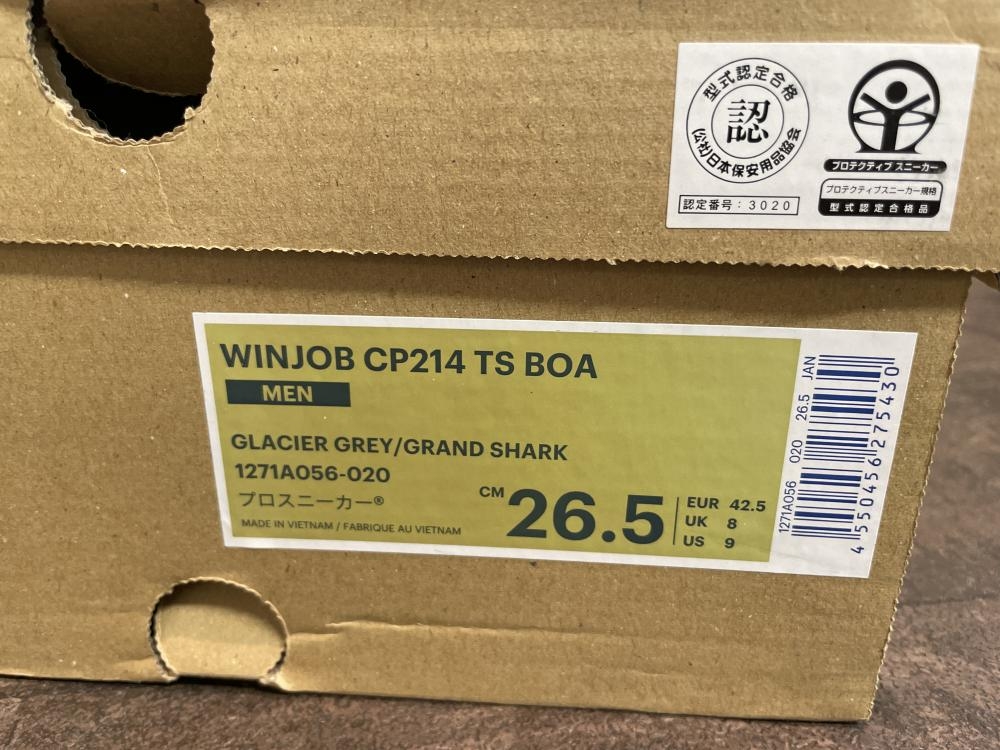 型式認定合格
認
(公社)日本保安用品協会
認定番号：3020
プロテクティブ スニーカー
プロテクティブスニーカー規格
型式認定合格品
WINJOB CP214 TS BOA
MEN
GLACIER GREY/GRAND SHARK
1271A056-020
プロスニーカー®
MADE IN VIETNAM / FABRIQUE AU VIETNAM
CM 26.5
EUR 42.5
UK 8
US 9
1271A056 020 26.5 JAN
4550456275430